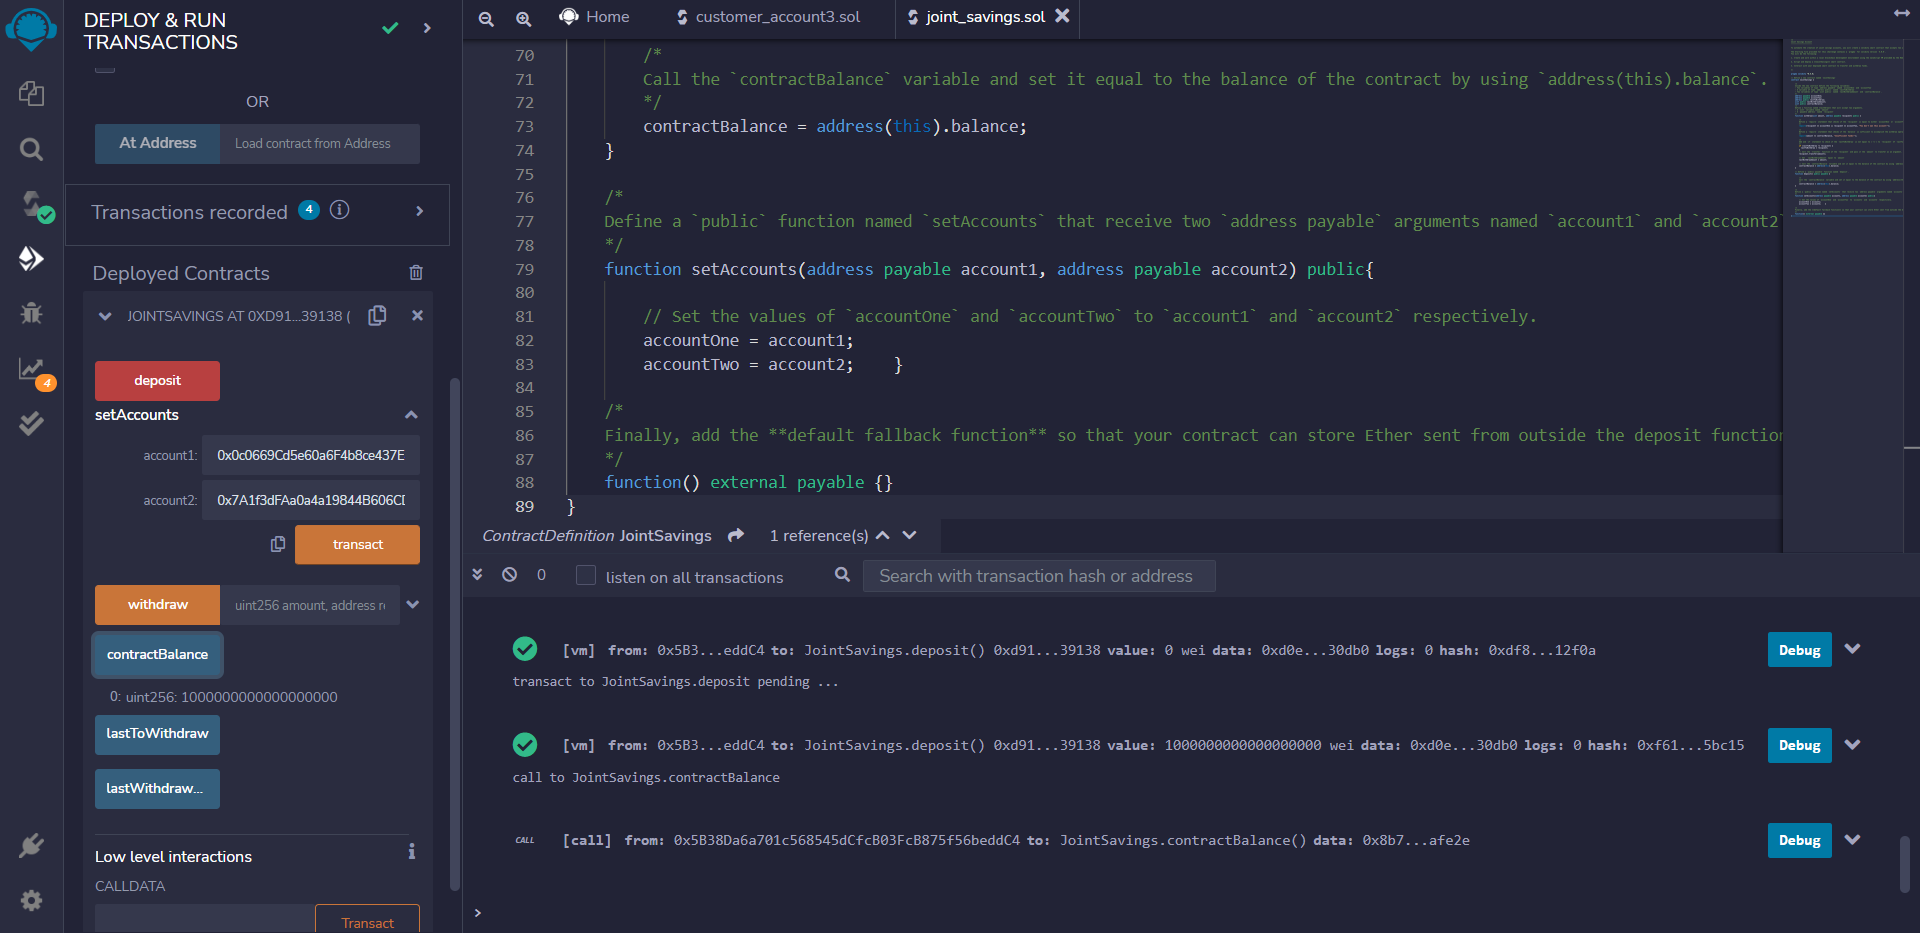 DEPLOY & RUN
TRANSACTIONS
OR
At Address
Load contract from Address
Transactions recorded 4
Deployed Contracts
JOINTSAVINGS AT 0XD91...39138 (
deposit
setAccounts
account1: 0x0c0669Cd5e60a6F4b8ce437E
account2: 0x7A1f3dFAa0a4a19844B606CI
transact
withdraw
uint256 amount, address re
contractBalance
0: uint256: 1000000000000000000
lastToWithdraw
lastWithdraw...
Low level interactions
CALLDATA
Transact
4
Home
customer_account3.sol
joint_savings.sol
70 /*
71 Call the `contractBalance` variable and set it equal to the balance of the contract by using `address(this).balance`.
72 */
73 contractBalance = address(this).balance;
74 }
75
76 /*
77 Define a `public` function named `setAccounts` that receive two `address payable` arguments named `account1` and `account2`
78 */
79 function setAccounts(address payable account1, address payable account2) public{
80
81 // Set the values of `accountOne` and `accountTwo` to `account1` and `account2` respectively.
82 accountOne = account1;
83 accountTwo = account2; }
84
85 /*
86 Finally, add the **default fallback function** so that your contract can store Ether sent from outside the deposit function
87 */
88 function() external payable {}
89 }
ContractDefinition JointSavings 1 reference(s)
0 listen on all transactions
Search with transaction hash or address
[vm] from: 0x5B3...eddC4 to: JointSavings.deposit() 0xd91...39138 value: 0 wei data: 0xd0e...30db0 logs: 0 hash: 0xdf8...12f0a
Debug
transact to JointSavings.deposit pending ...
[vm] from: 0x5B3...eddC4 to: JointSavings.deposit() 0xd91...39138 value: 1000000000000000000 wei data: 0xd0e...30db0 logs: 0 hash: 0xf61...5bc15
Debug
call to JointSavings.contractBalance
CALL [call] from: 0x5B38Da6a701c568545dCfcB03FcB875f56beddC4 to: JointSavings.contractBalance() data: 0x8b7...afe2e
Debug
>